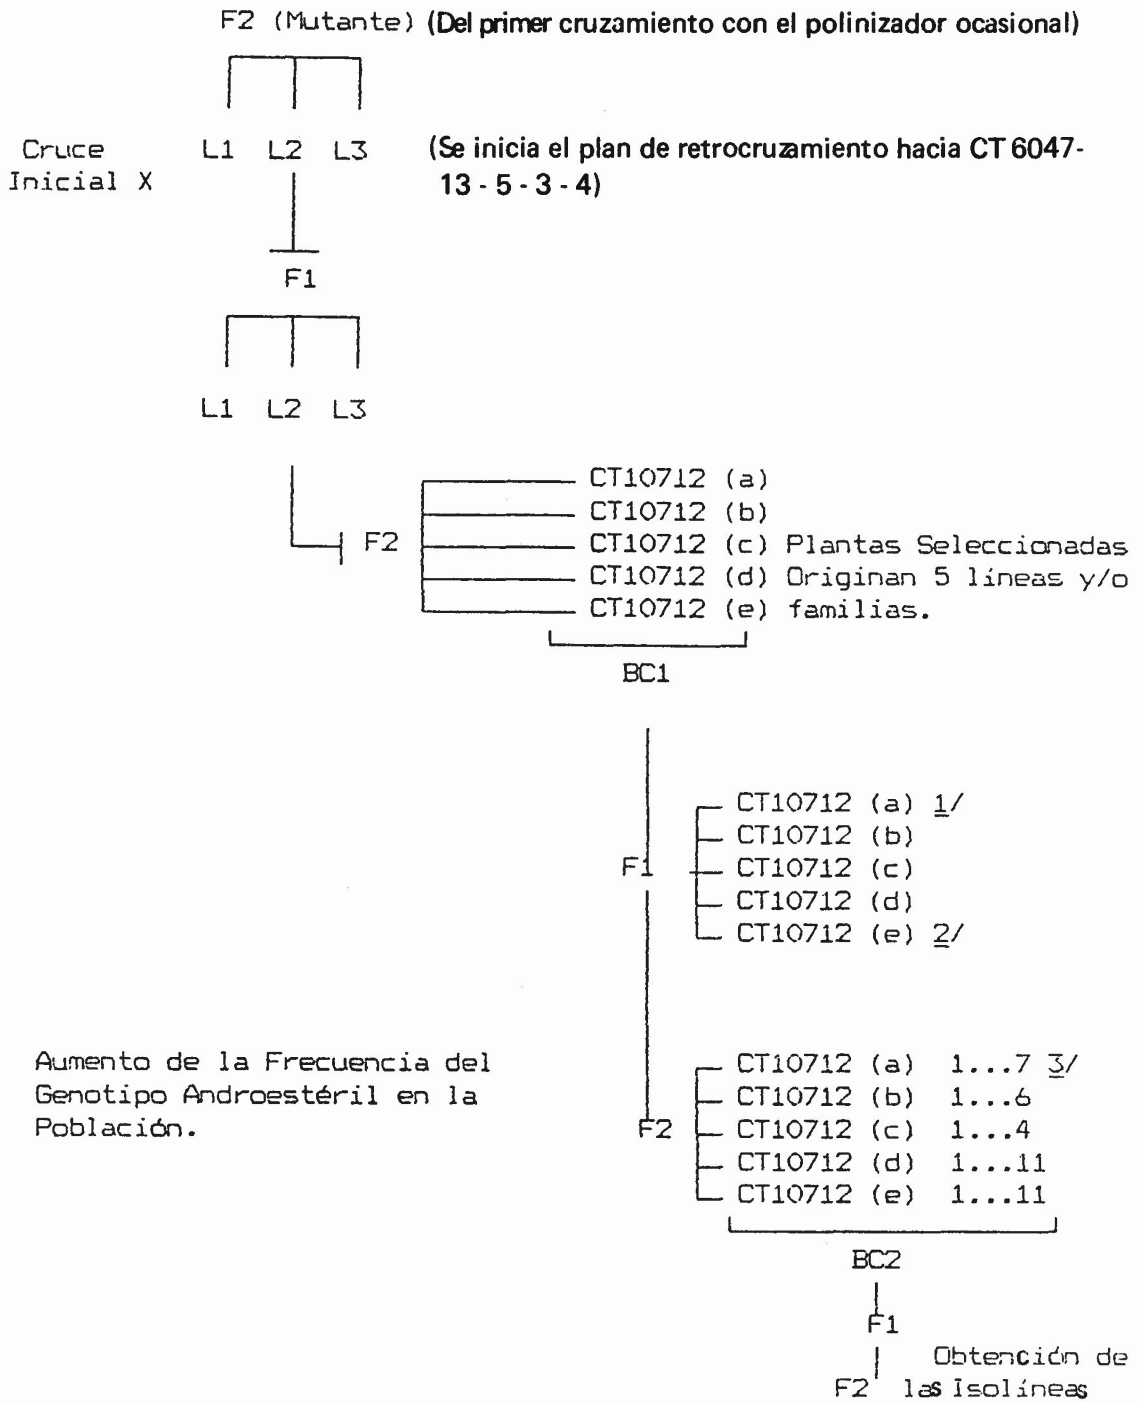 F2 (Mutante) (Del primer cruzamiento con el polinizador ocasional)
Cruce L1 L2 L3 (Se inicia el plan de retrocruzamiento hacia CT 6047-
Inicial X 13 - 5 - 3 - 4)
F1
L1 L2 L3
CT10712 (a)
CT10712 (b)
F2 CT10712 (c) Plantas Seleccionadas
CT10712 (d) Originan 5 líneas y/o
CT10712 (e) familias.
BC1
CT10712 (a) 1/
CT10712 (b)
F1 CT10712 (c)
CT10712 (d)
CT10712 (e) 2/
Aumento de la Frecuencia del
Genotipo Androestéril en la
Población.
CT10712 (a) 1...7 3/
CT10712 (b) 1...6
F2 CT10712 (c) 1...4
CT10712 (d) 1...11
CT10712 (e) 1...11
BC2
F1
Obtención de
F2 las Isolíneas